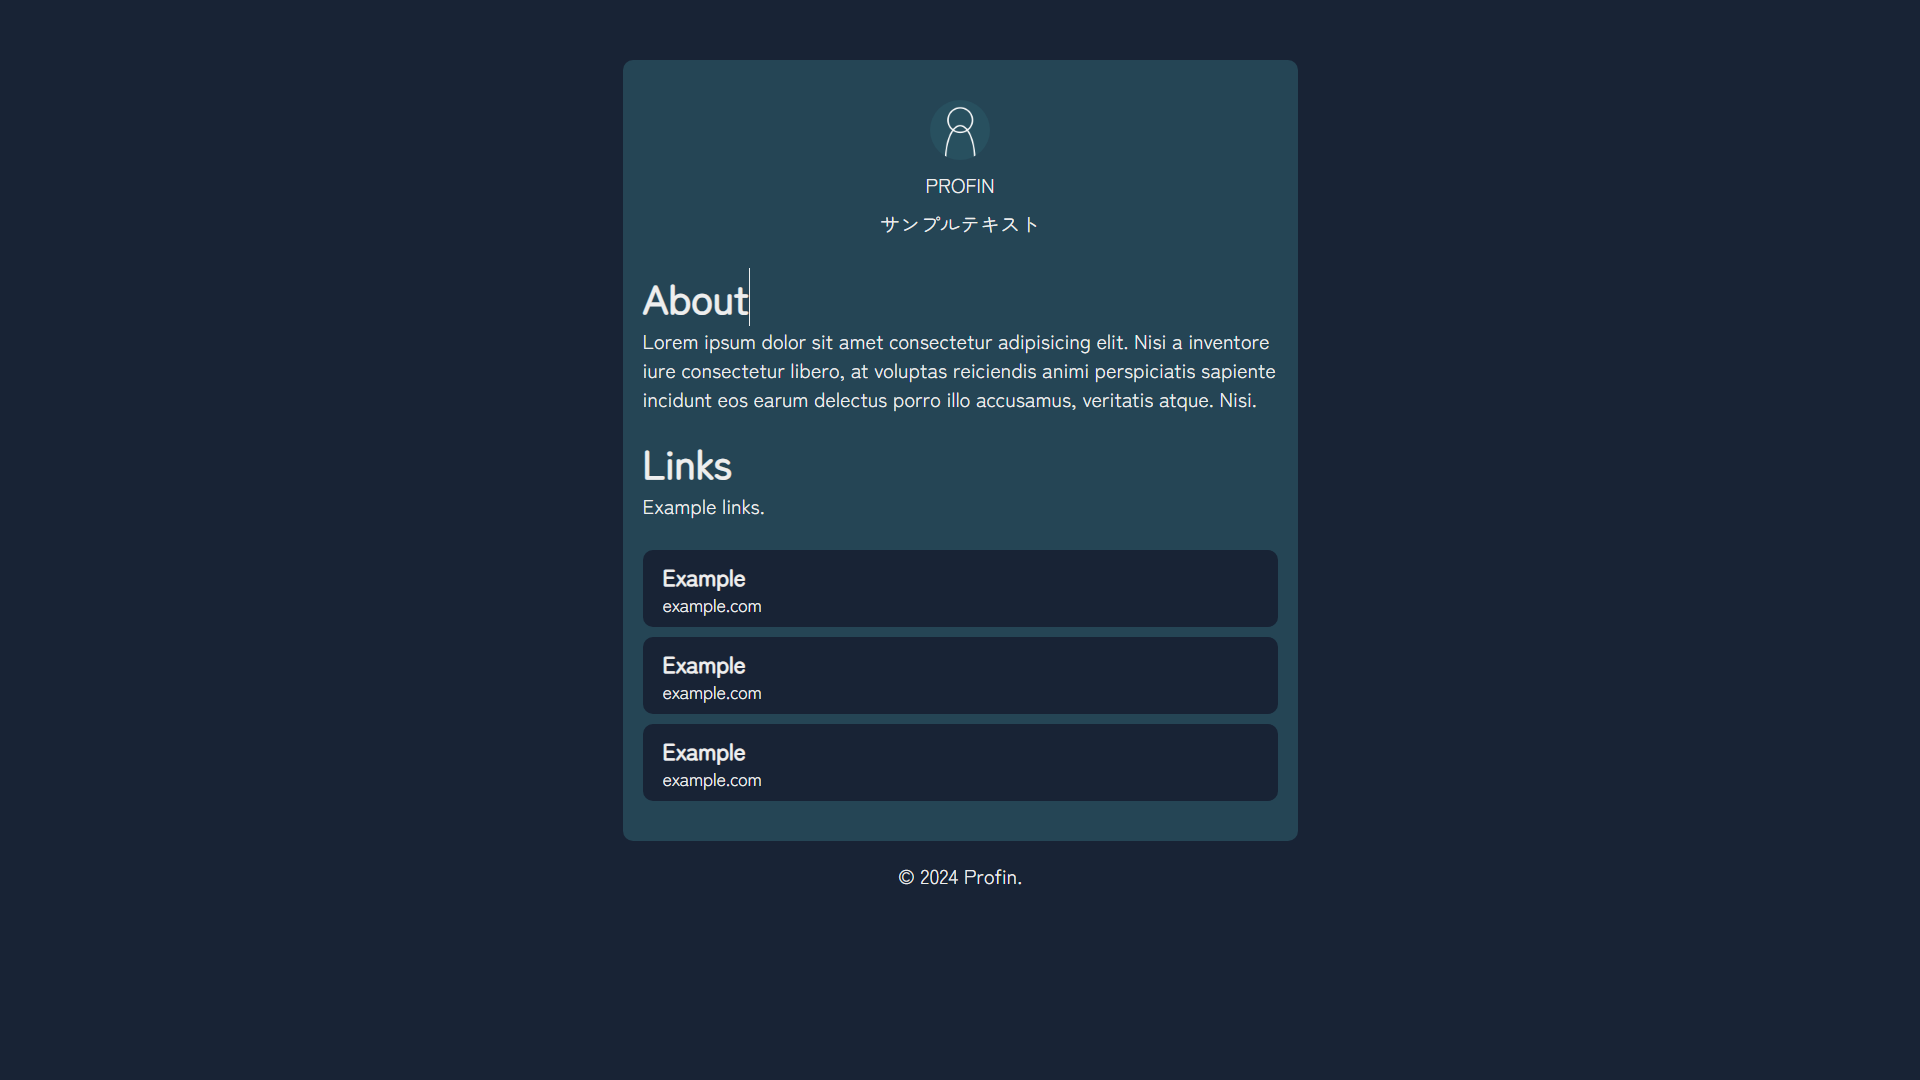 PROFIN
サンプルテキスト
About
Lorem ipsum dolor sit amet consectetur adipisicing elit. Nisi a inventore
iure consectetur libero, at voluptas reiciendis animi perspiciatis sapiente
incidunt eos earum delectus porro illo accusamus, veritatis atque. Nisi.
Links
Example links.
Example
example.com
Example
example.com
Example
example.com
© 2024 Profin.